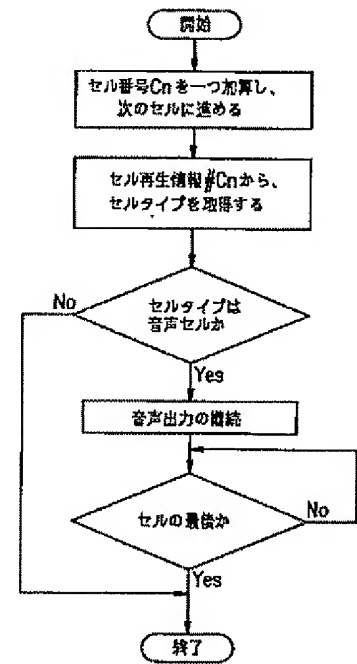 開始
セル番号Cnを一つ加算し、
次のセルに進める
セル再生情報#Cnから、
セルタイプを取得する
セルタイプは
音声セルか
No
Yes
音声出力の継続
セルの最後か
No
Yes
終了